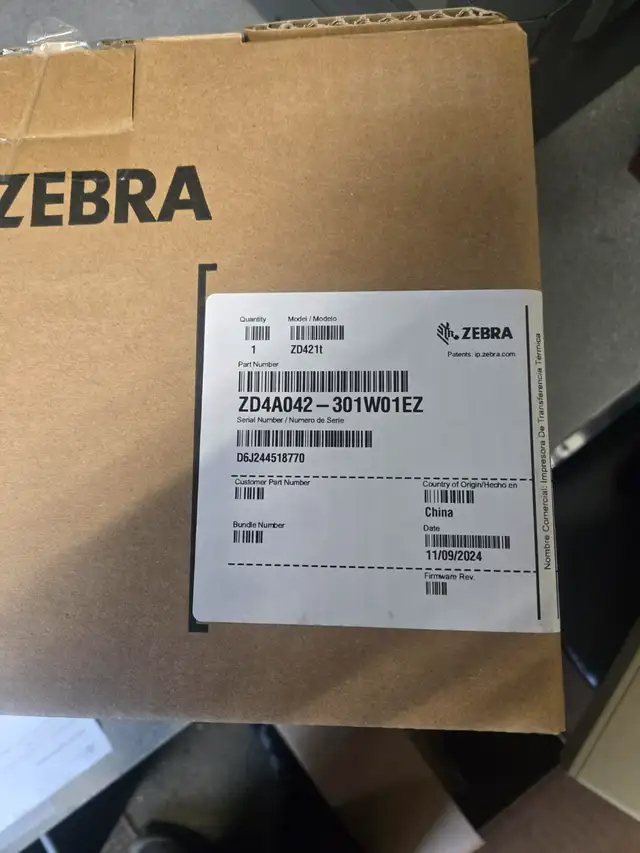 ZEBRA
Quantity
1
Model / Modelo
ZD421t
ZEBRA
Patents: ip.zebra.com
Part Number
ZD4A042-301W01EZ
Serial Number / Numero de Serie
D6J244518770
Customer Part Number
Country of Origin/Hecho en
China
Bundle Number
Date
11/09/2024
Firmware Rev.
Nombre Comercial: Impresora De Transferencia Térmica